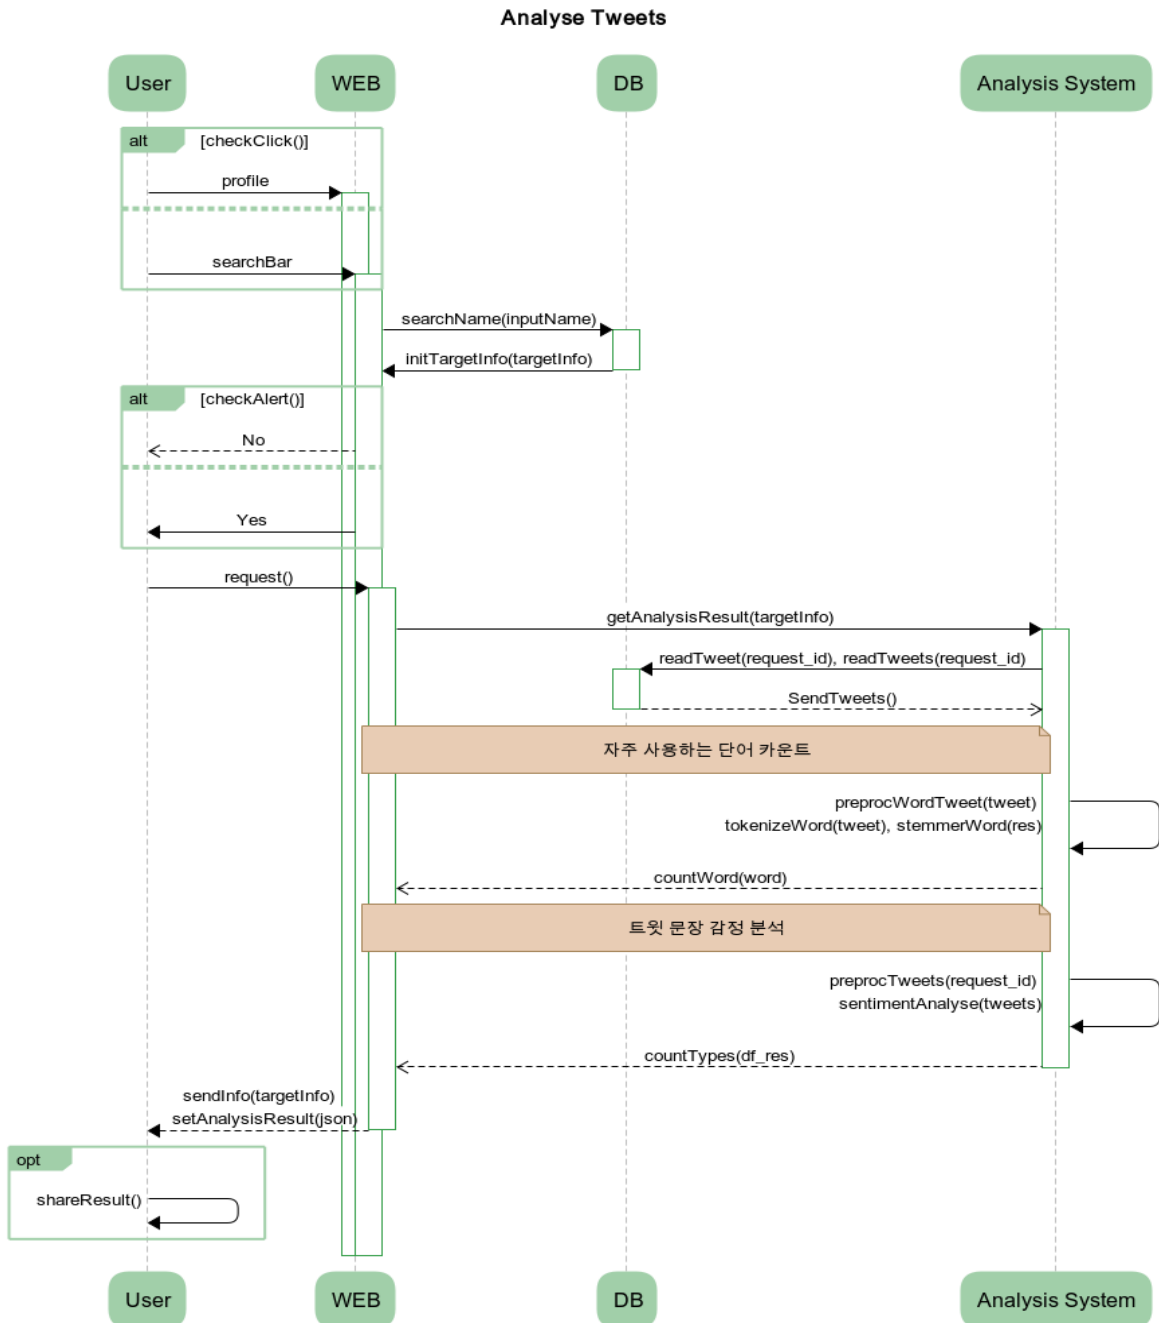 Analyse Tweets
User
WEB
DB
Analysis System
alt
[checkClick()]
profile
searchBar
searchName(inputName)
initTargetInfo(targetInfo)
alt
[checkAlert()]
No
Yes
request()
getAnalysisResult(targetInfo)
readTweet(request_id), readTweets(request_id)
SendTweets()
자주 사용하는 단어 카운트
preprocWordTweet(tweet)
tokenizeWord(tweet), stemmerWord(res)
countWord(word)
트윗 문장 감정 분석
preprocTweets(request_id)
sentimentAnalyse(tweets)
countTypes(df_res)
sendInfo(targetInfo)
setAnalysisResult(json)
opt
shareResult()
User
WEB
DB
Analysis System